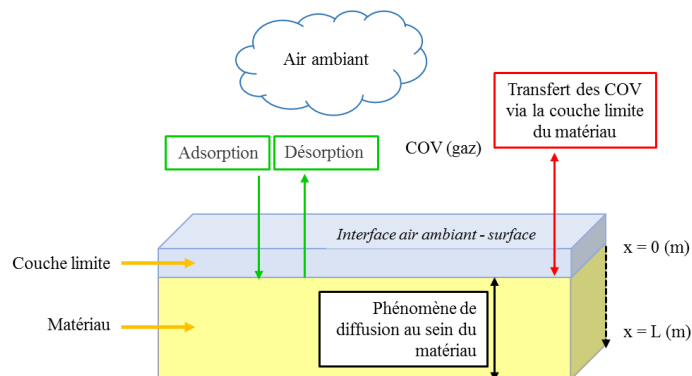 Air ambiant
Transfert des COV
via la couche limite
du matériau
Adsorption
Désorption
COV (gaz)
Interface air ambiant - surface
x = 0 (m)
Couche limite
Phénomène de
diffusion au sein du
matériau
Matériau
x = L (m)